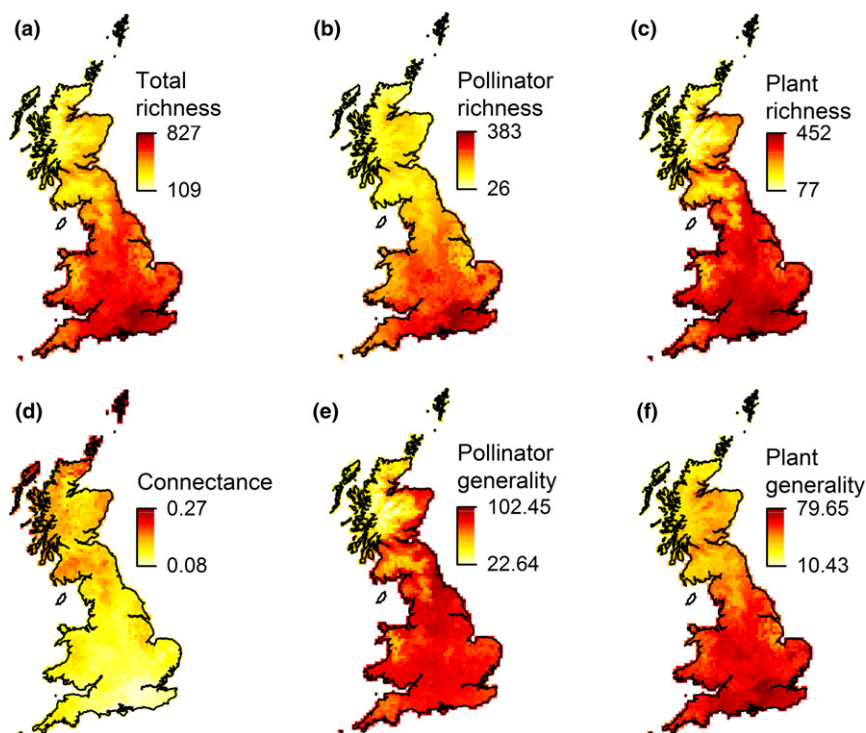 (a)
Total
richness
827
109
(b)
Pollinator
richness
383
26
(c)
Plant
richness
452
77
(d)
Connectance
0.27
0.08
(e)
Pollinator
generality
102.45
22.64
(f)
Plant
generality
79.65
10.43